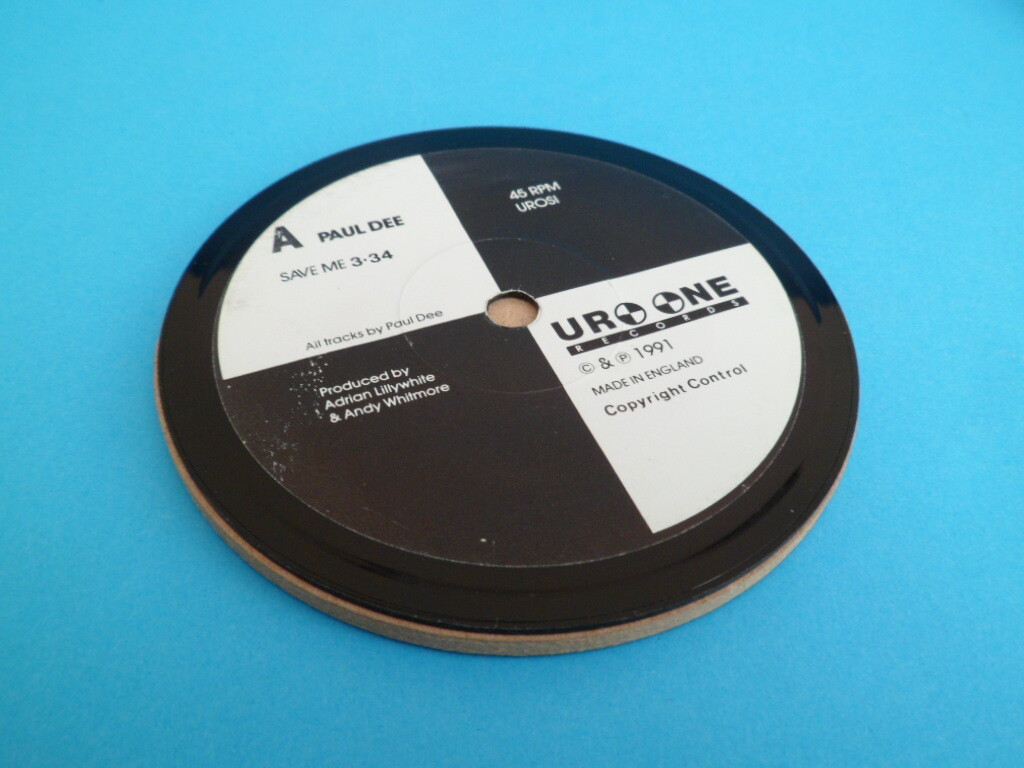 A PAUL DEE
SAVE ME 3·34
All tracks by Paul Dee
45 RPM
UROSI
Produced by
Adrian Lillywhite
& Andy Whitmore
URO ONE
RECORDS
© & ℗ 1991
MADE IN ENGLAND
Copyright Control